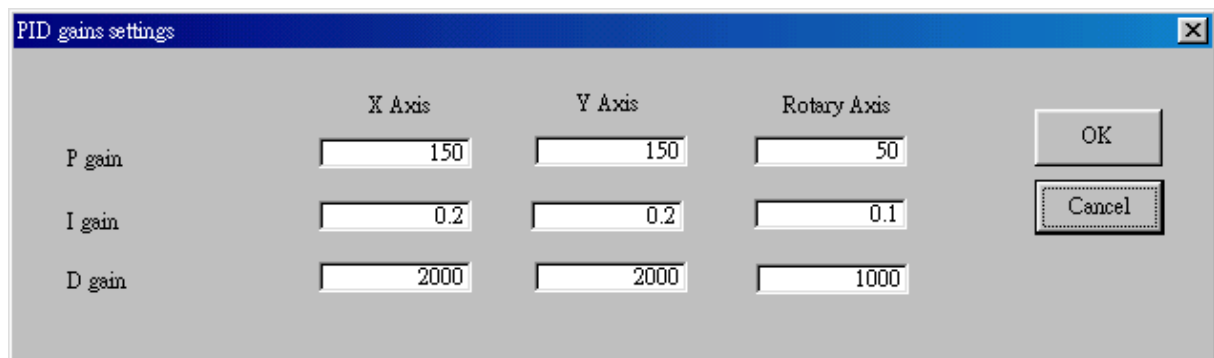 PID gains settings
X Axis Y Axis Rotary Axis
P gain 150 150 50
OK
I gain 0.2 0.2 0.1
Cancel
D gain 2000 2000 1000